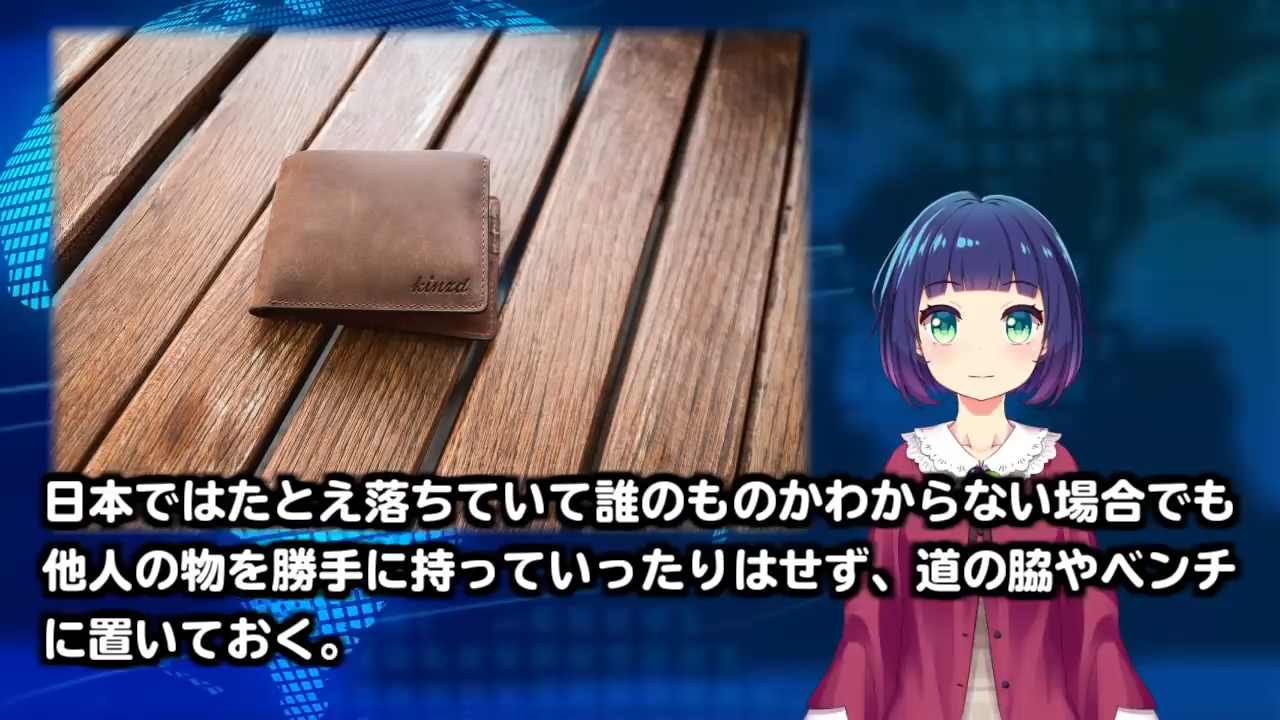 kinzd
日本ではたとえ落ちていて誰のものかわからない場合でも
他人の物を勝手に持っていったりはせず、道の脇やベンチ
に置いておく。